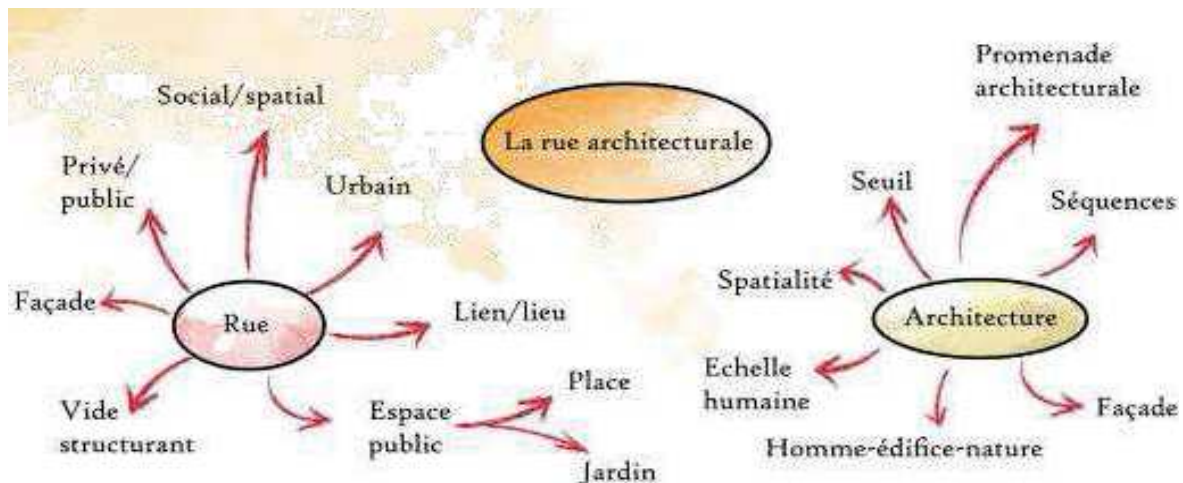 Promenade
architecturale
Social/spatial
La rue architecturale
Privé/
public
Urbain
Seuil
Séquences
Façade
Rue
Lien/lieu
Spatialité
Architecture
Vide
structurant
Espace
public
Place
Jardin
Echelle
humaine
Homme-édifice-nature
Façade